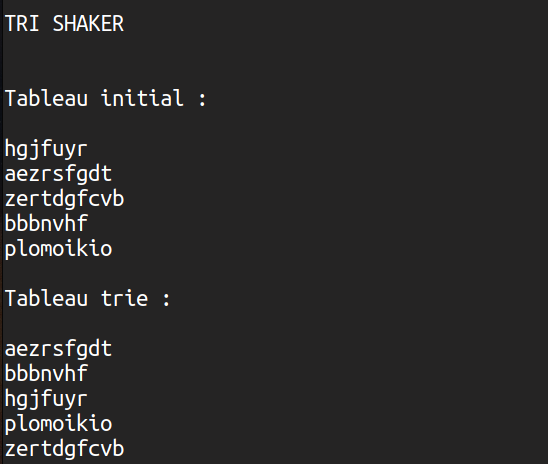 TRI SHAKER
Tableau initial :
hgjfuyr
aezrsfgdt
zertdgfcvb
bbbnvhf
plomoikio
Tableau trie :
aezrsfgdt
bbbnvhf
hgjfuyr
plomoikio
zertdgfcvb